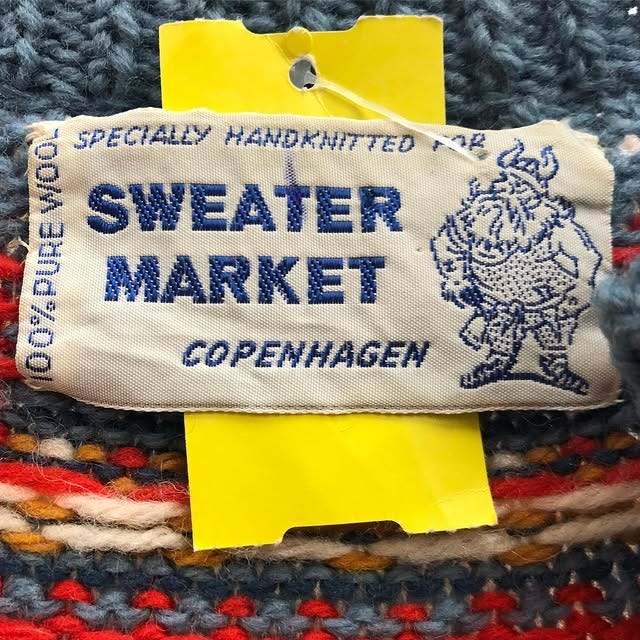 SPECIALLY HANDKNITTED FOR
SWEATER
MARKET
COPENHAGEN
100% PURE WOOL